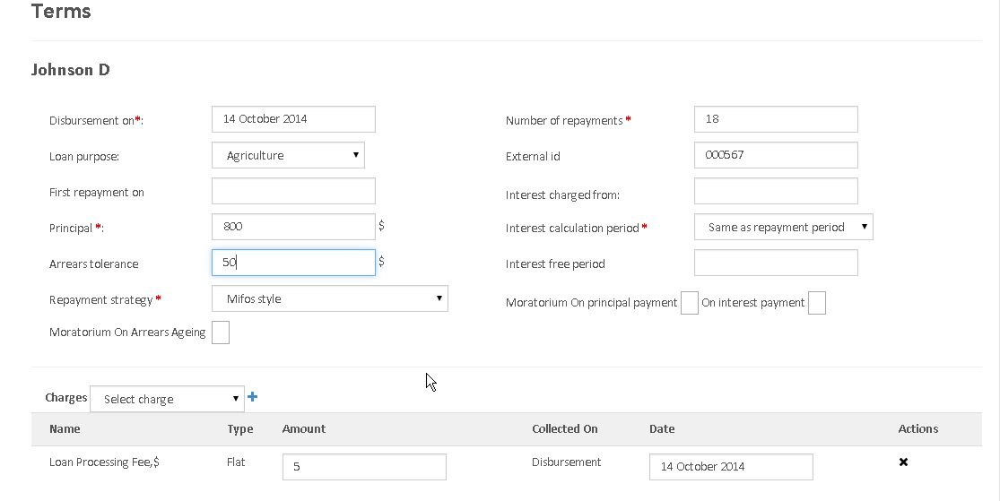 Terms
Johnson D
Disbursement on*: 14 October 2014 Number of repayments * 18
Loan purpose: Agriculture External id 000567
First repayment on Interest charged from:
Principal *: 800 $ Interest calculation period * Same as repayment period
Arrears tolerance 50 $ Interest free period
Repayment strategy * Mifos style Moratorium On principal payment On interest payment
Moratorium On Arrears Ageing
Charges Select charge
Name Type Amount Collected On Date Actions
Loan Processing Fee,$ Flat 5 Disbursement 14 October 2014